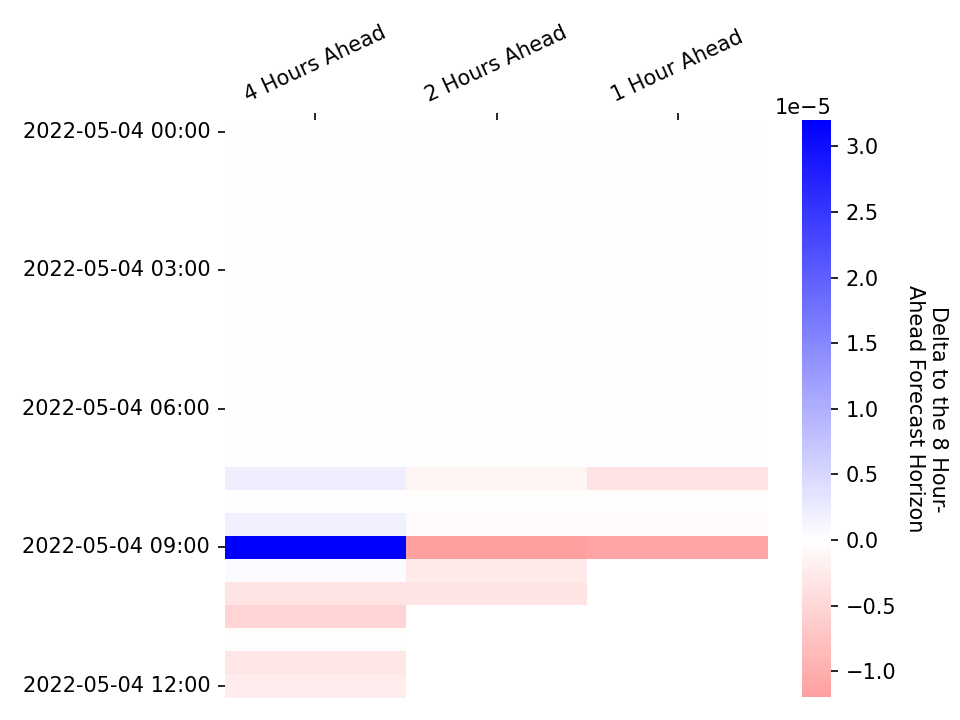 4 Hours Ahead
2 Hours Ahead
1 Hour Ahead
1e−5
2022-05-04 00:00
2022-05-04 03:00
2022-05-04 06:00
2022-05-04 09:00
2022-05-04 12:00
3.0
2.5
2.0
1.5
1.0
0.5
0.0
−0.5
−1.0
Delta to the 8 Hour-
Ahead Forecast Horizon